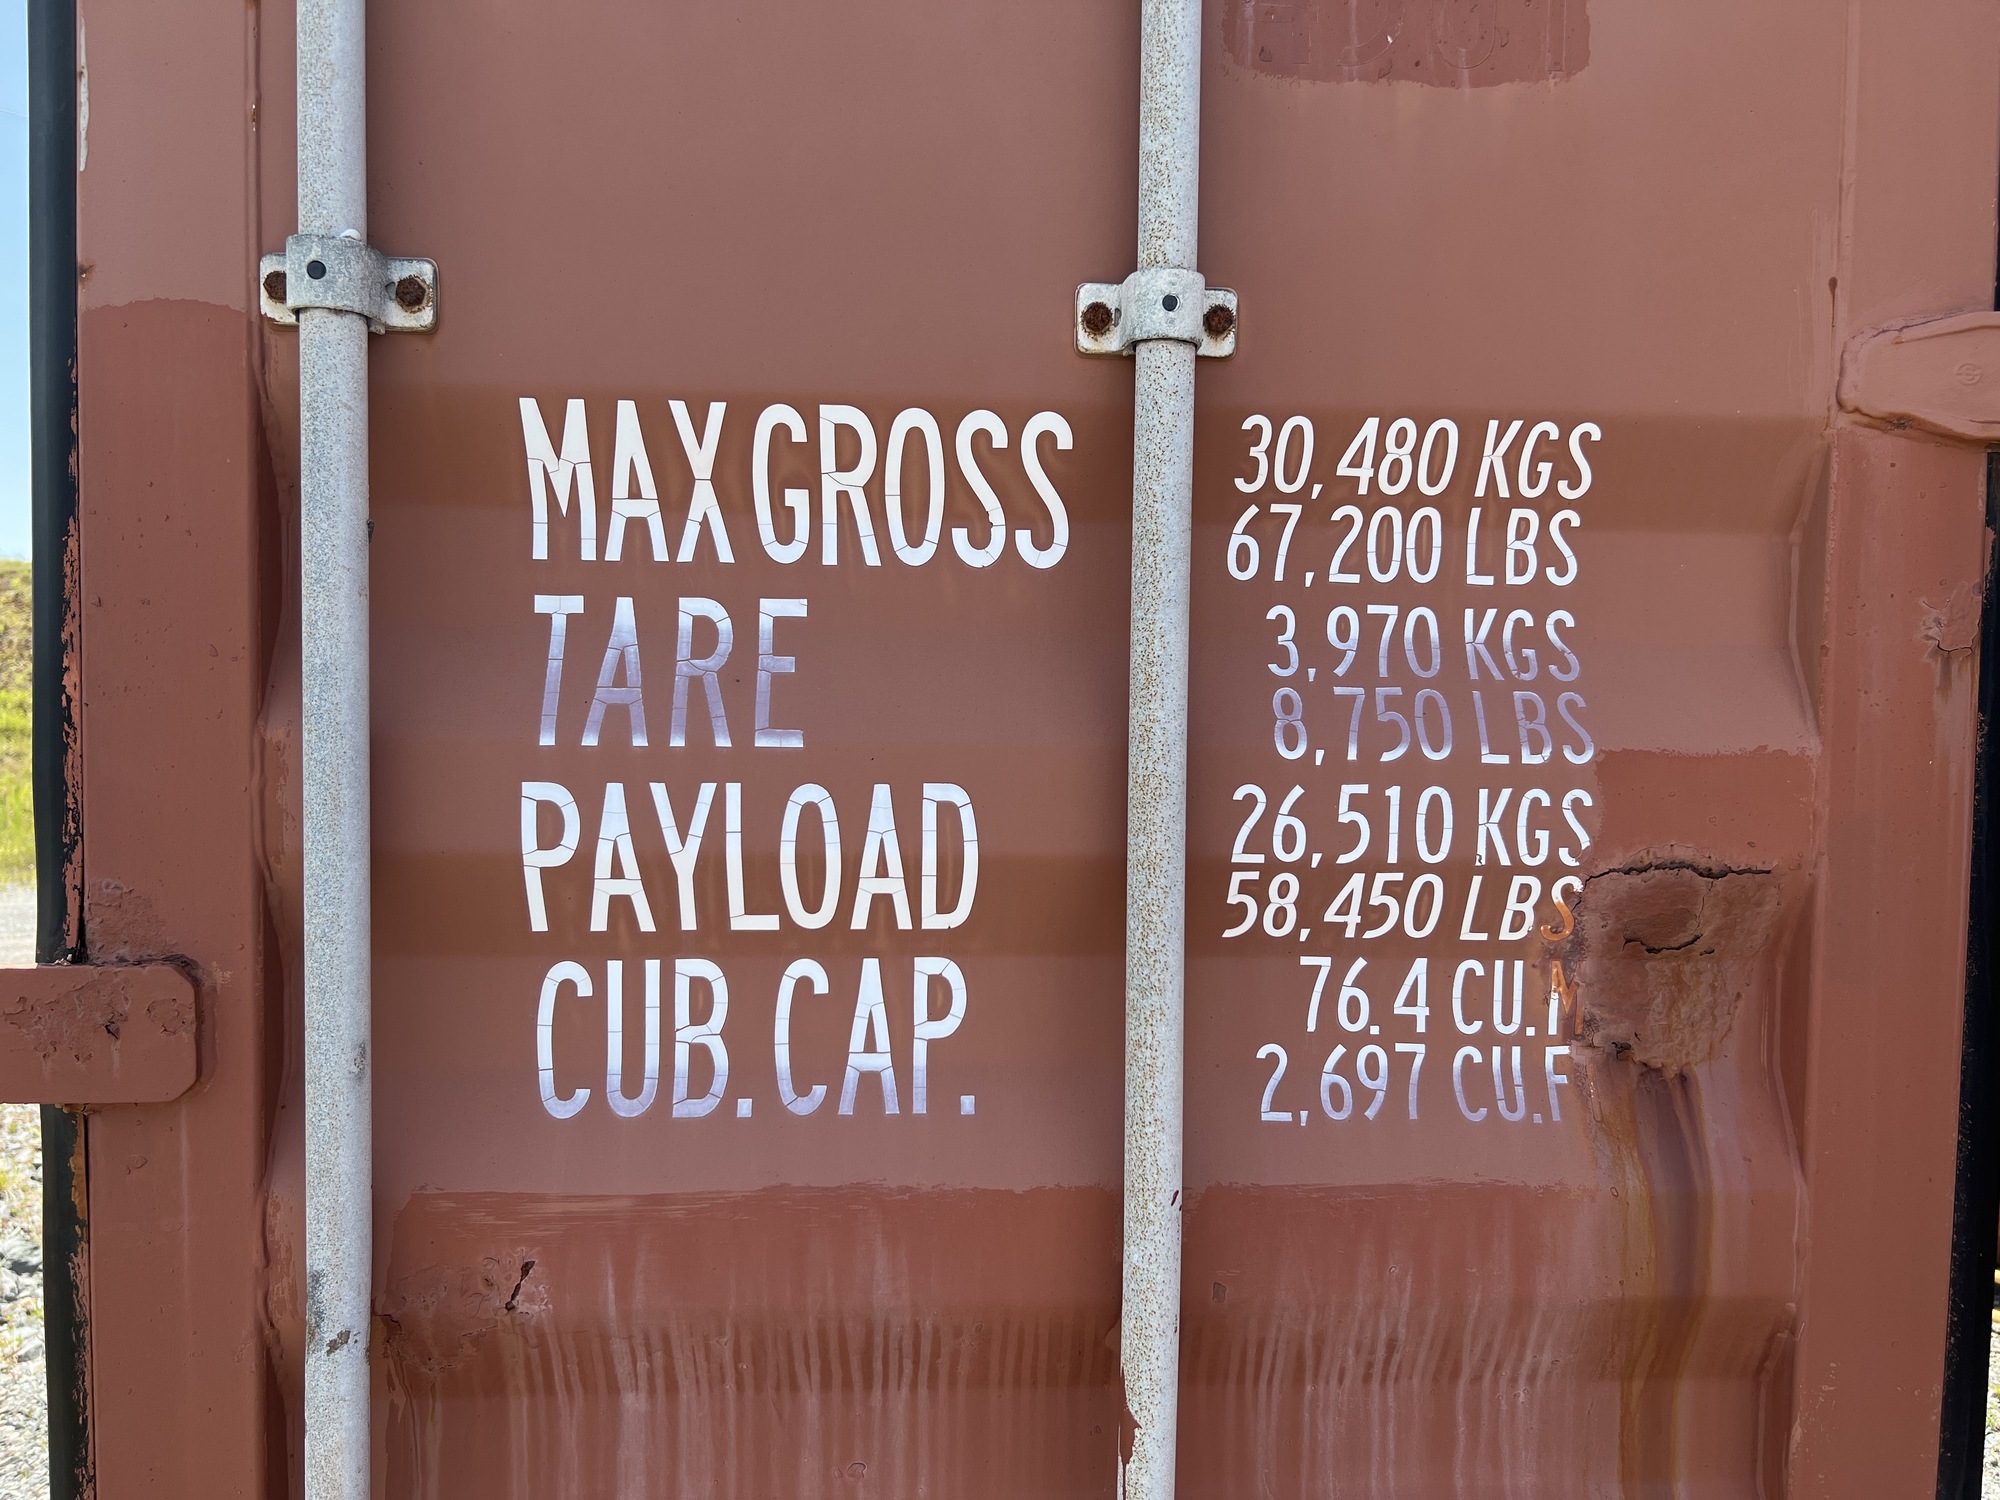 MAX GROSS 30,480 KGS
67,200 LBS
TARE 3,970 KGS
8,750 LBS
PAYLOAD 26,510 KGS
58,450 LBS
CUB. CAP. 76.4 CU.M
2,697 CU.F